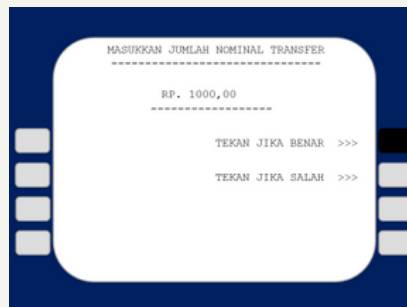 MASUKKAN JUMLAH NOMINAL TRANSFER
-------------------------------
RP. 1000,00
------------------
TEKAN JIKA BENAR >>>
TEKAN JIKA SALAH >>>